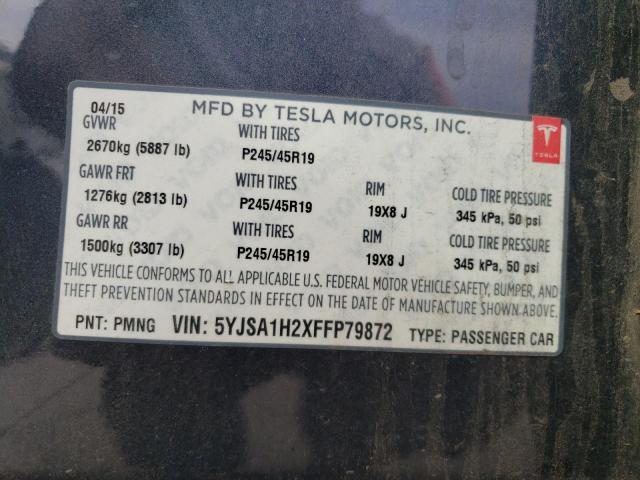 04/15 MFD BY TESLA MOTORS, INC.
GVWR WITH TIRES
2670kg (5887 lb) P245/45R19
TESLA
GAWR FRT WITH TIRES RIM COLD TIRE PRESSURE
1276kg (2813 lb) P245/45R19 19X8 J 345 kPa, 50 psi
GAWR RR WITH TIRES RIM COLD TIRE PRESSURE
1500kg (3307 lb) P245/45R19 19X8 J 345 kPa, 50 psi
THIS VEHICLE CONFORMS TO ALL APPLICABLE U.S. FEDERAL MOTOR VEHICLE SAFETY, BUMPER, AND
THEFT PREVENTION STANDARDS IN EFFECT ON THE DATE OF MANUFACTURE SHOWN ABOVE.
PNT: PMNG VIN: 5YJSA1H2XFFP79872 TYPE: PASSENGER CAR